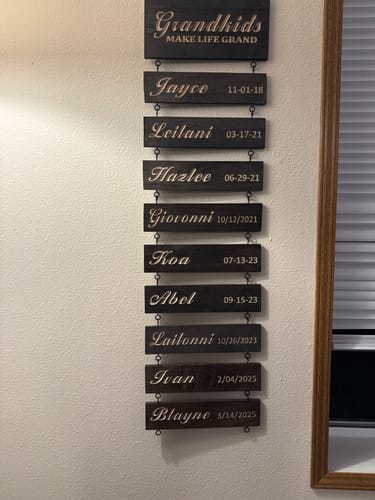 Grandkids
MAKE LIFE GRAND
Jayce 11-01-18
Leilani 03-17-21
Hazlee 06-29-21
Giovonni 10/12/2021
Koa 07-13-23
Abel 09-15-23
Lailonni 10/26/2023
Ivan 2/04/2025
Blayne 3/14/2025